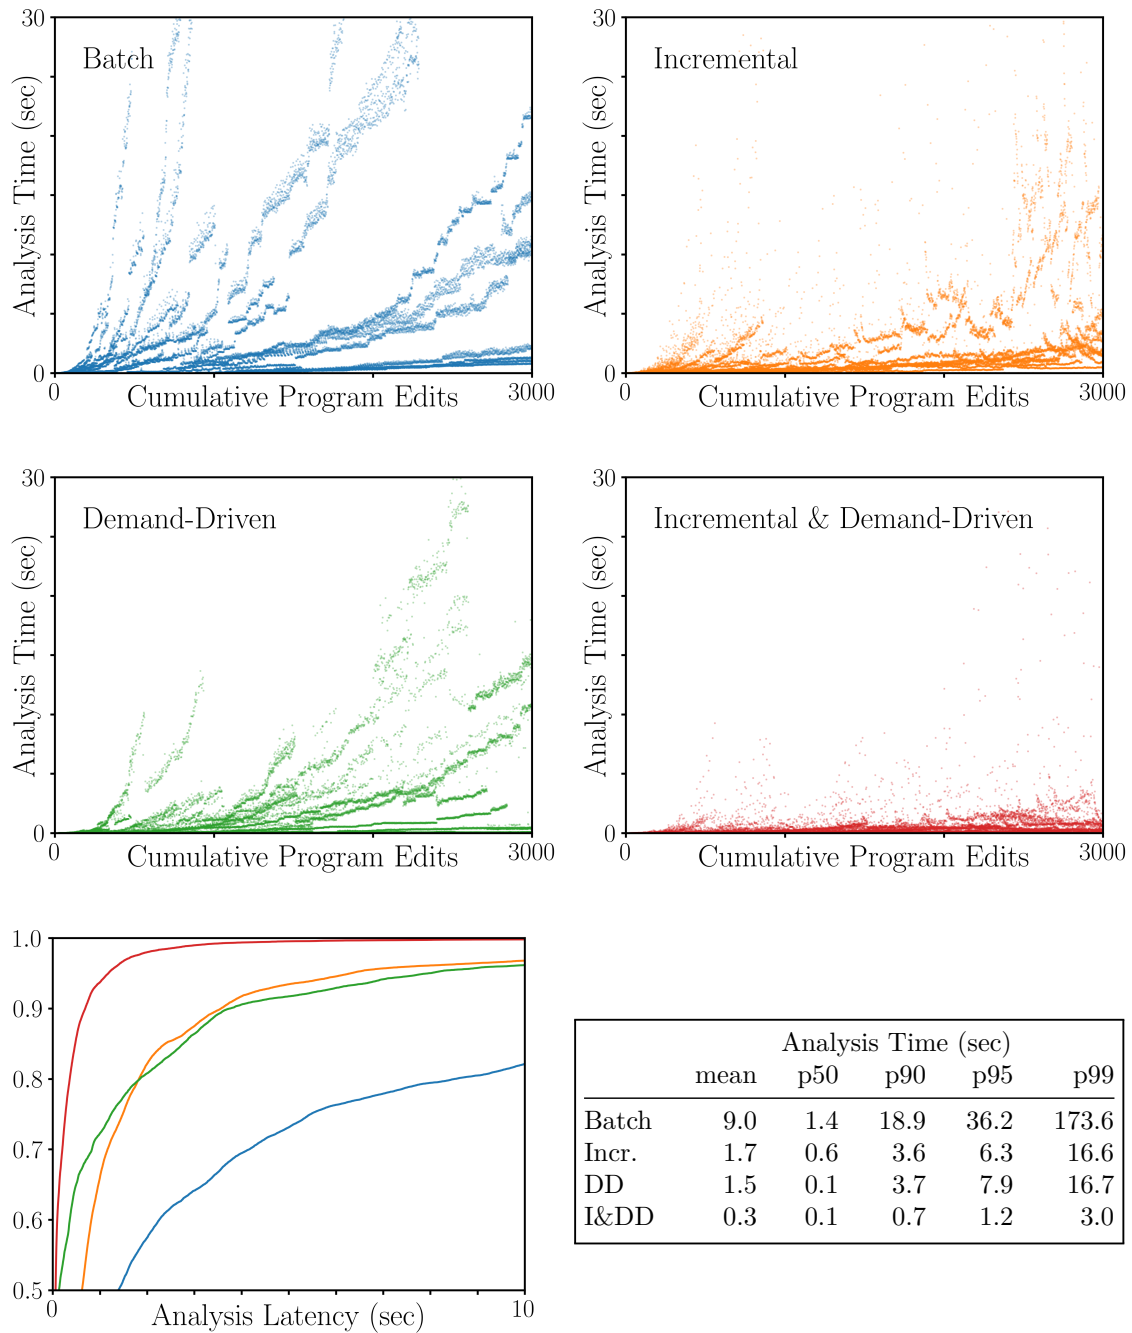 30
Batch
Analysis Time (sec)
0
0
Cumulative Program Edits
3000
30
Incremental
Analysis Time (sec)
0
0
Cumulative Program Edits
3000
30
Demand-Driven
Analysis Time (sec)
0
0
Cumulative Program Edits
3000
30
Incremental & Demand-Driven
Analysis Time (sec)
0
0
Cumulative Program Edits
3000
1.0
0.9
0.8
0.7
0.6
0.5
0
Analysis Latency (sec)
10
Analysis Time (sec)
mean p50 p90 p95 p99
Batch 9.0 1.4 18.9 36.2 173.6
Incr. 1.7 0.6 3.6 6.3 16.6
DD 1.5 0.1 3.7 7.9 16.7
I&DD 0.3 0.1 0.7 1.2 3.0